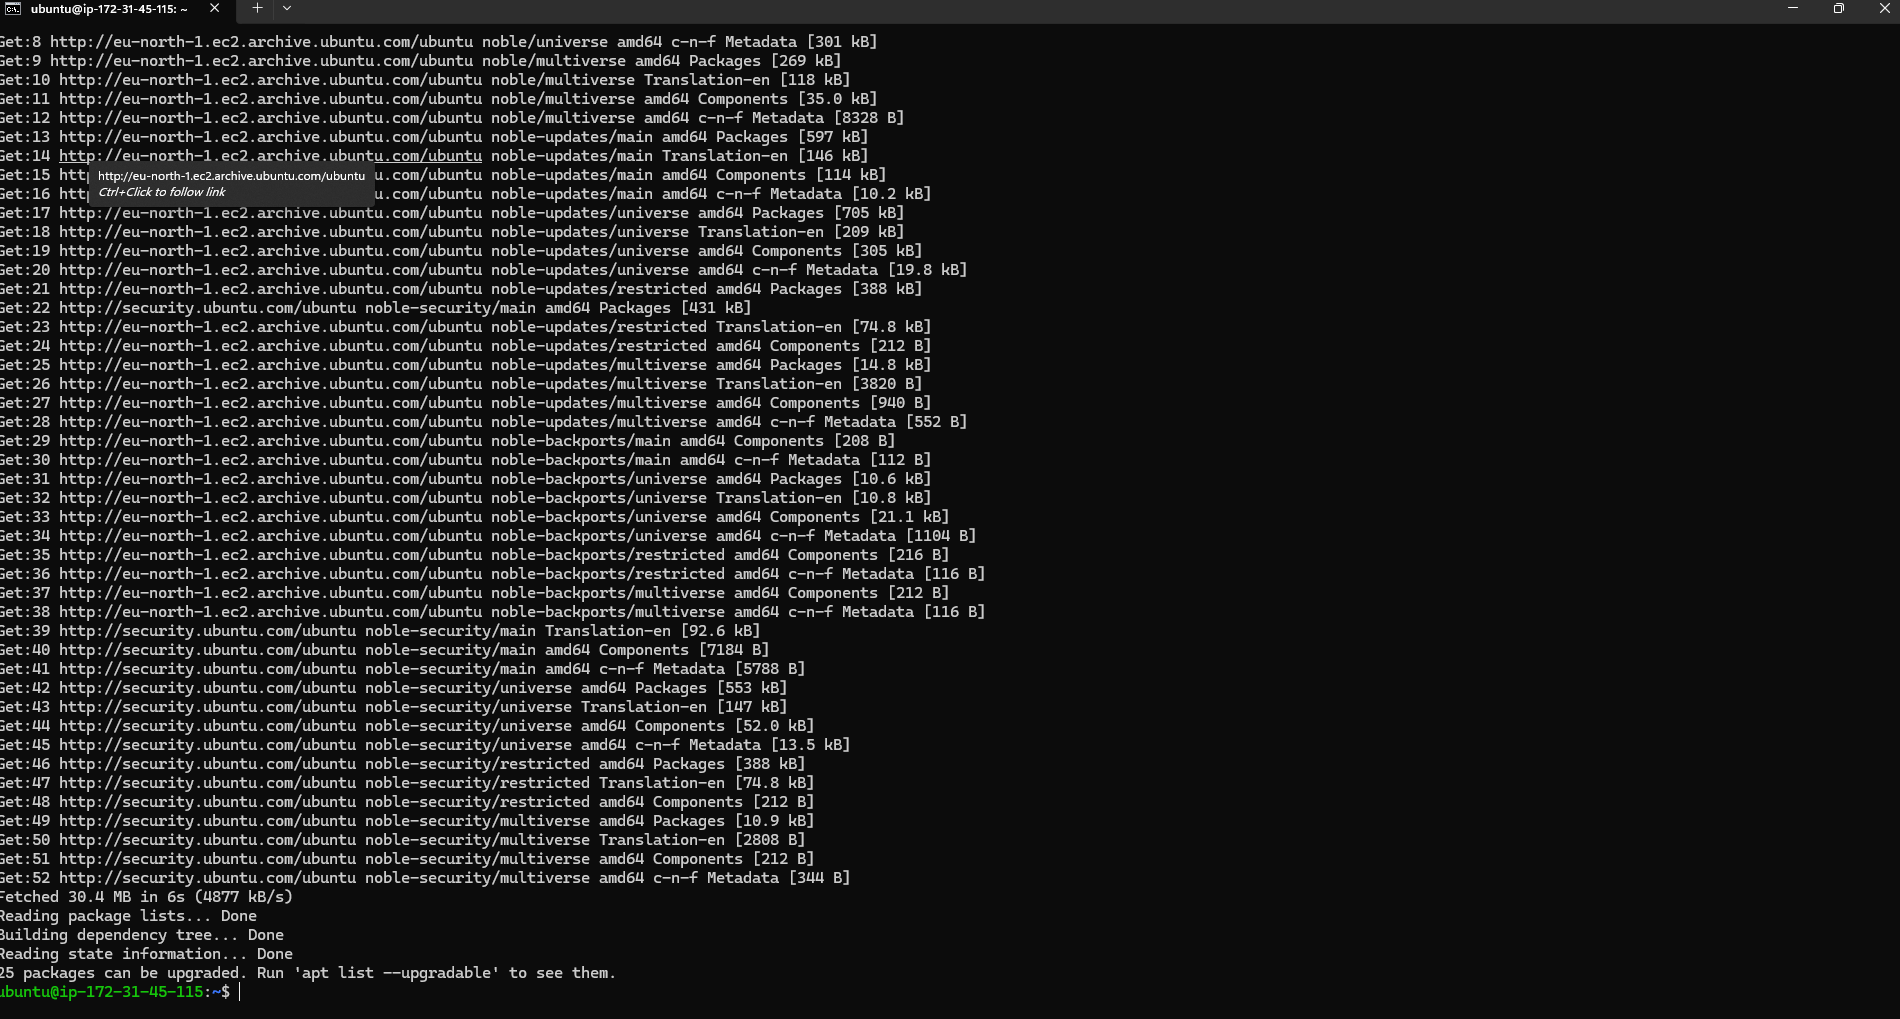 ubuntu@ip-172-31-45-115: ~
Get:8 http://eu-north-1.ec2.archive.ubuntu.com/ubuntu noble/universe amd64 c-n-f Metadata [301 kB]
Get:9 http://eu-north-1.ec2.archive.ubuntu.com/ubuntu noble/multiverse amd64 Packages [269 kB]
Get:10 http://eu-north-1.ec2.archive.ubuntu.com/ubuntu noble/multiverse Translation-en [118 kB]
Get:11 http://eu-north-1.ec2.archive.ubuntu.com/ubuntu noble/multiverse amd64 Components [35.0 kB]
Get:12 http://eu-north-1.ec2.archive.ubuntu.com/ubuntu noble/multiverse amd64 c-n-f Metadata [8328 B]
Get:13 http://eu-north-1.ec2.archive.ubuntu.com/ubuntu noble-updates/main amd64 Packages [597 kB]
Get:14 http://eu-north-1.ec2.archive.ubuntu.com/ubuntu noble-updates/main Translation-en [146 kB]
Get:15 htt u.com/ubuntu noble-updates/main amd64 Components [114 kB]
http://eu-north-1.ec2.archive.ubuntu.com/ubuntu
Ctrl+Click to follow link
Get:16 htt u.com/ubuntu noble-updates/main amd64 c-n-f Metadata [10.2 kB]
Get:17 http://eu-north-1.ec2.archive.ubuntu.com/ubuntu noble-updates/universe amd64 Packages [705 kB]
Get:18 http://eu-north-1.ec2.archive.ubuntu.com/ubuntu noble-updates/universe Translation-en [209 kB]
Get:19 http://eu-north-1.ec2.archive.ubuntu.com/ubuntu noble-updates/universe amd64 Components [305 kB]
Get:20 http://eu-north-1.ec2.archive.ubuntu.com/ubuntu noble-updates/universe amd64 c-n-f Metadata [19.8 kB]
Get:21 http://eu-north-1.ec2.archive.ubuntu.com/ubuntu noble-updates/restricted amd64 Packages [388 kB]
Get:22 http://security.ubuntu.com/ubuntu noble-security/main amd64 Packages [431 kB]
Get:23 http://eu-north-1.ec2.archive.ubuntu.com/ubuntu noble-updates/restricted Translation-en [74.8 kB]
Get:24 http://eu-north-1.ec2.archive.ubuntu.com/ubuntu noble-updates/restricted amd64 Components [212 B]
Get:25 http://eu-north-1.ec2.archive.ubuntu.com/ubuntu noble-updates/multiverse amd64 Packages [14.8 kB]
Get:26 http://eu-north-1.ec2.archive.ubuntu.com/ubuntu noble-updates/multiverse Translation-en [3820 B]
Get:27 http://eu-north-1.ec2.archive.ubuntu.com/ubuntu noble-updates/multiverse amd64 Components [940 B]
Get:28 http://eu-north-1.ec2.archive.ubuntu.com/ubuntu noble-updates/multiverse amd64 c-n-f Metadata [552 B]
Get:29 http://eu-north-1.ec2.archive.ubuntu.com/ubuntu noble-backports/main amd64 Components [208 B]
Get:30 http://eu-north-1.ec2.archive.ubuntu.com/ubuntu noble-backports/main amd64 c-n-f Metadata [112 B]
Get:31 http://eu-north-1.ec2.archive.ubuntu.com/ubuntu noble-backports/universe amd64 Packages [10.6 kB]
Get:32 http://eu-north-1.ec2.archive.ubuntu.com/ubuntu noble-backports/universe Translation-en [10.8 kB]
Get:33 http://eu-north-1.ec2.archive.ubuntu.com/ubuntu noble-backports/universe amd64 Components [21.1 kB]
Get:34 http://eu-north-1.ec2.archive.ubuntu.com/ubuntu noble-backports/universe amd64 c-n-f Metadata [1104 B]
Get:35 http://eu-north-1.ec2.archive.ubuntu.com/ubuntu noble-backports/restricted amd64 Components [216 B]
Get:36 http://eu-north-1.ec2.archive.ubuntu.com/ubuntu noble-backports/restricted amd64 c-n-f Metadata [116 B]
Get:37 http://eu-north-1.ec2.archive.ubuntu.com/ubuntu noble-backports/multiverse amd64 Components [212 B]
Get:38 http://eu-north-1.ec2.archive.ubuntu.com/ubuntu noble-backports/multiverse amd64 c-n-f Metadata [116 B]
Get:39 http://security.ubuntu.com/ubuntu noble-security/main Translation-en [92.6 kB]
Get:40 http://security.ubuntu.com/ubuntu noble-security/main amd64 Components [7184 B]
Get:41 http://security.ubuntu.com/ubuntu noble-security/main amd64 c-n-f Metadata [5788 B]
Get:42 http://security.ubuntu.com/ubuntu noble-security/universe amd64 Packages [553 kB]
Get:43 http://security.ubuntu.com/ubuntu noble-security/universe Translation-en [147 kB]
Get:44 http://security.ubuntu.com/ubuntu noble-security/universe amd64 Components [52.0 kB]
Get:45 http://security.ubuntu.com/ubuntu noble-security/universe amd64 c-n-f Metadata [13.5 kB]
Get:46 http://security.ubuntu.com/ubuntu noble-security/restricted amd64 Packages [388 kB]
Get:47 http://security.ubuntu.com/ubuntu noble-security/restricted Translation-en [74.8 kB]
Get:48 http://security.ubuntu.com/ubuntu noble-security/restricted amd64 Components [212 B]
Get:49 http://security.ubuntu.com/ubuntu noble-security/multiverse amd64 Packages [10.9 kB]
Get:50 http://security.ubuntu.com/ubuntu noble-security/multiverse Translation-en [2808 B]
Get:51 http://security.ubuntu.com/ubuntu noble-security/multiverse amd64 Components [212 B]
Get:52 http://security.ubuntu.com/ubuntu noble-security/multiverse amd64 c-n-f Metadata [344 B]
Fetched 30.4 MB in 6s (4877 kB/s)
Reading package lists... Done
Building dependency tree... Done
Reading state information... Done
25 packages can be upgraded. Run 'apt list --upgradable' to see them.
ubuntu@ip-172-31-45-115:~$